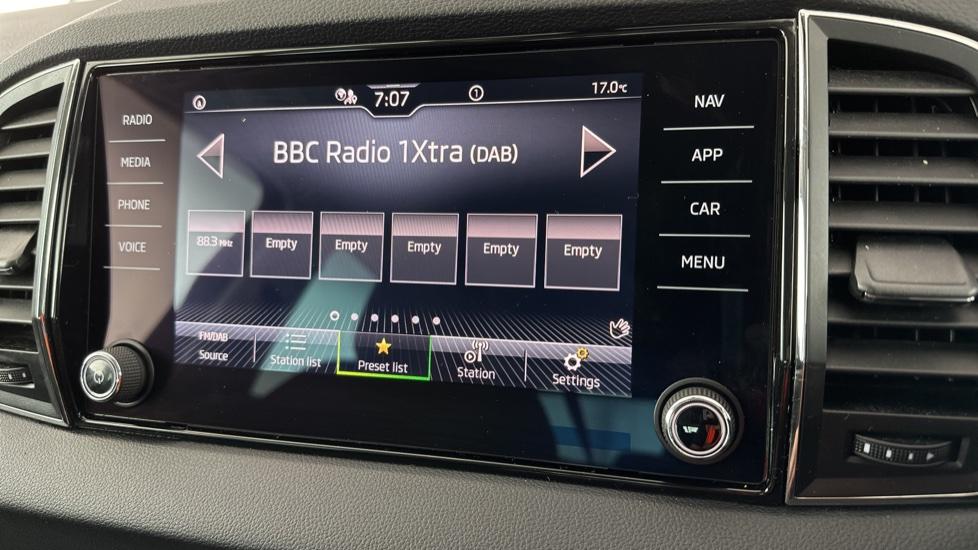 RADIO
MEDIA
PHONE
VOICE
7:07
1
17.0°C
BBC Radio 1Xtra (DAB)
88.3 MHz
Empty
Empty
Empty
Empty
Empty
FM/DAB
Source
Station list
Preset list
Station
Settings
NAV
APP
CAR
MENU